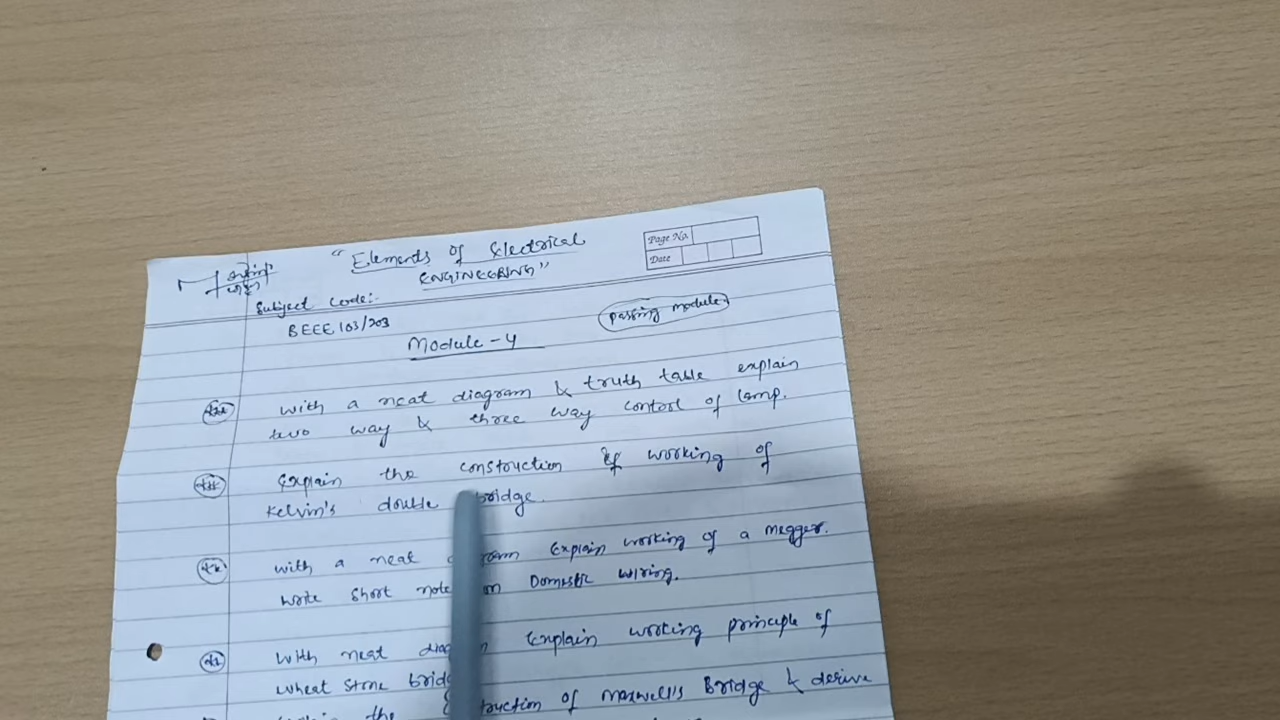 "Elements of Electrical
ENGINEERING"
Page No.
Date
Subject Code:-
BEEE 103/203
passing module
Module - 4
with a neat diagram & truth table explain
two way & three way control of lamp.
Explain the construction & working of
Kelvin's double bridge.
with a neat explain working of a megger.
write short note on Domestic wiring.
with neat Explain working principle of
wheat stone
the of maxwell's Bridge & derive